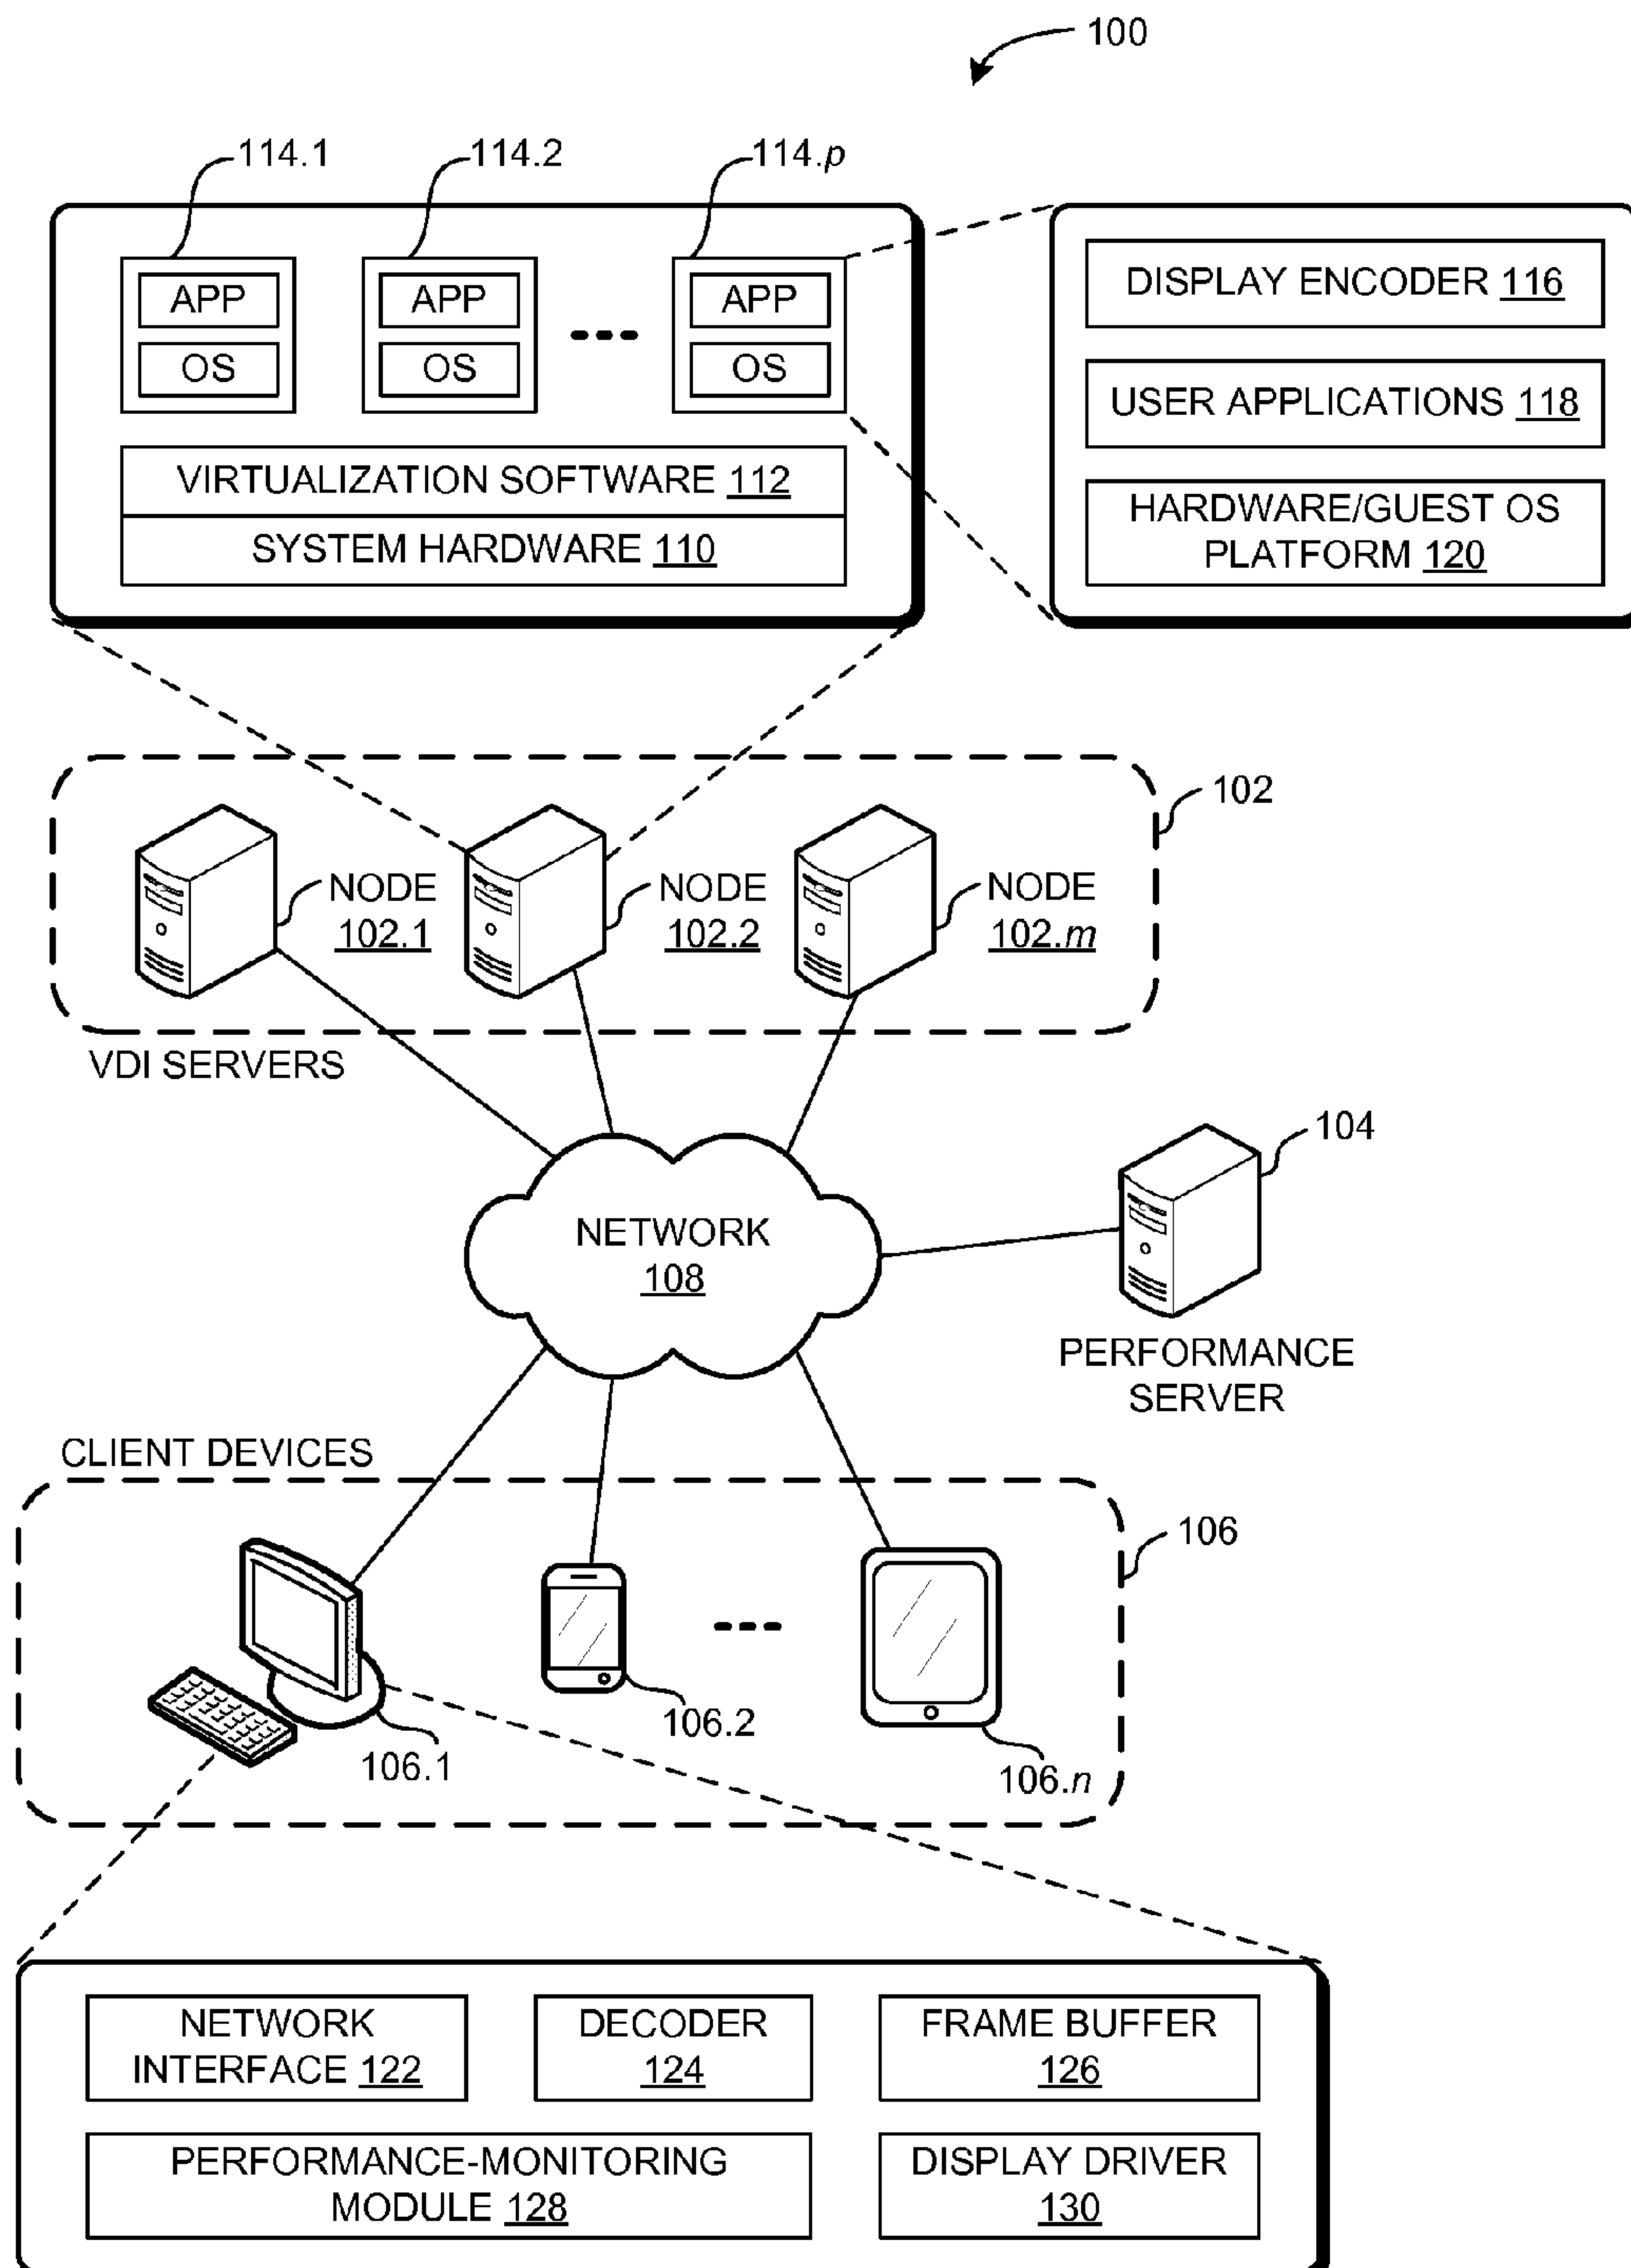 100
114.1
114.2
114.p
APP
OS
APP
OS
APP
OS
VIRTUALIZATION SOFTWARE 112
SYSTEM HARDWARE 110
DISPLAY ENCODER 116
USER APPLICATIONS 118
HARDWARE/GUEST OS
PLATFORM 120
102
NODE
102.1
NODE
102.2
NODE
102.m
VDI SERVERS
104
NETWORK
108
PERFORMANCE
SERVER
CLIENT DEVICES
106
106.1
106.2
106.n
NETWORK
INTERFACE 122
DECODER
124
FRAME BUFFER
126
PERFORMANCE-MONITORING
MODULE 128
DISPLAY DRIVER
130